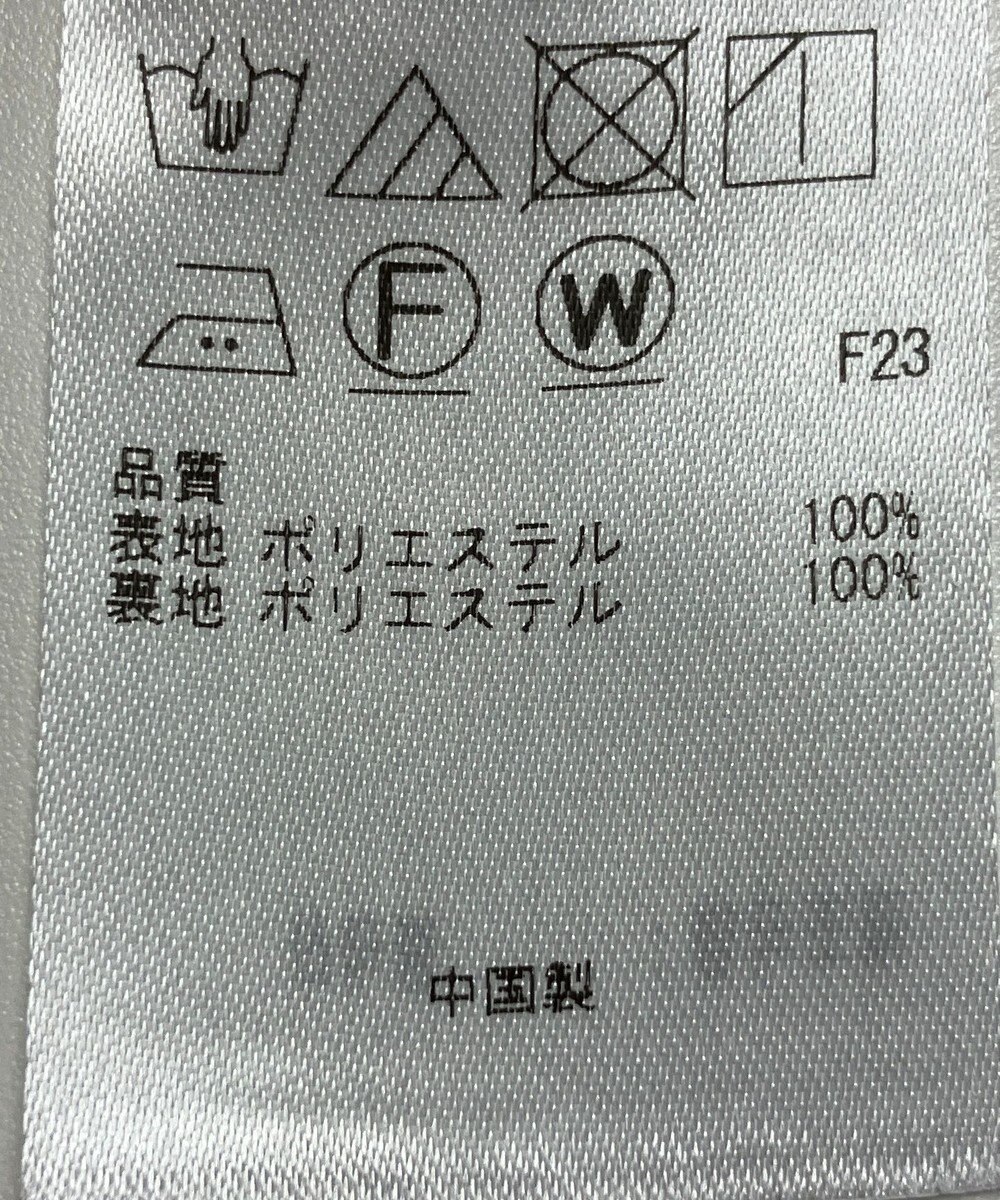 F W F23
品質
表地 ポリエステル 100%
裏地 ポリエステル 100%
中国製